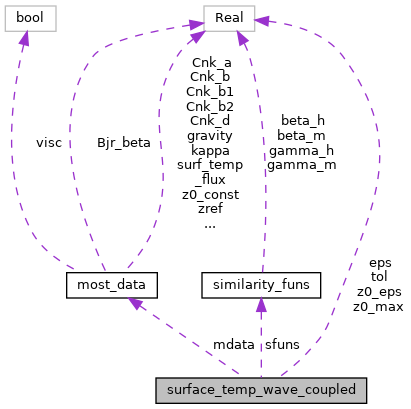 bool
Real
visc
Bjr_beta
Cnk_a
Cnk_b
Cnk_b1
Cnk_b2
Cnk_d
gravity
kappa
surf_temp
_flux
z0_const
zref
...
beta_h
beta_m
gamma_h
gamma_m
eps
tol
z0_eps
z0_max
most_data
similarity_funs
mdata
sfuns
surface_temp_wave_coupled